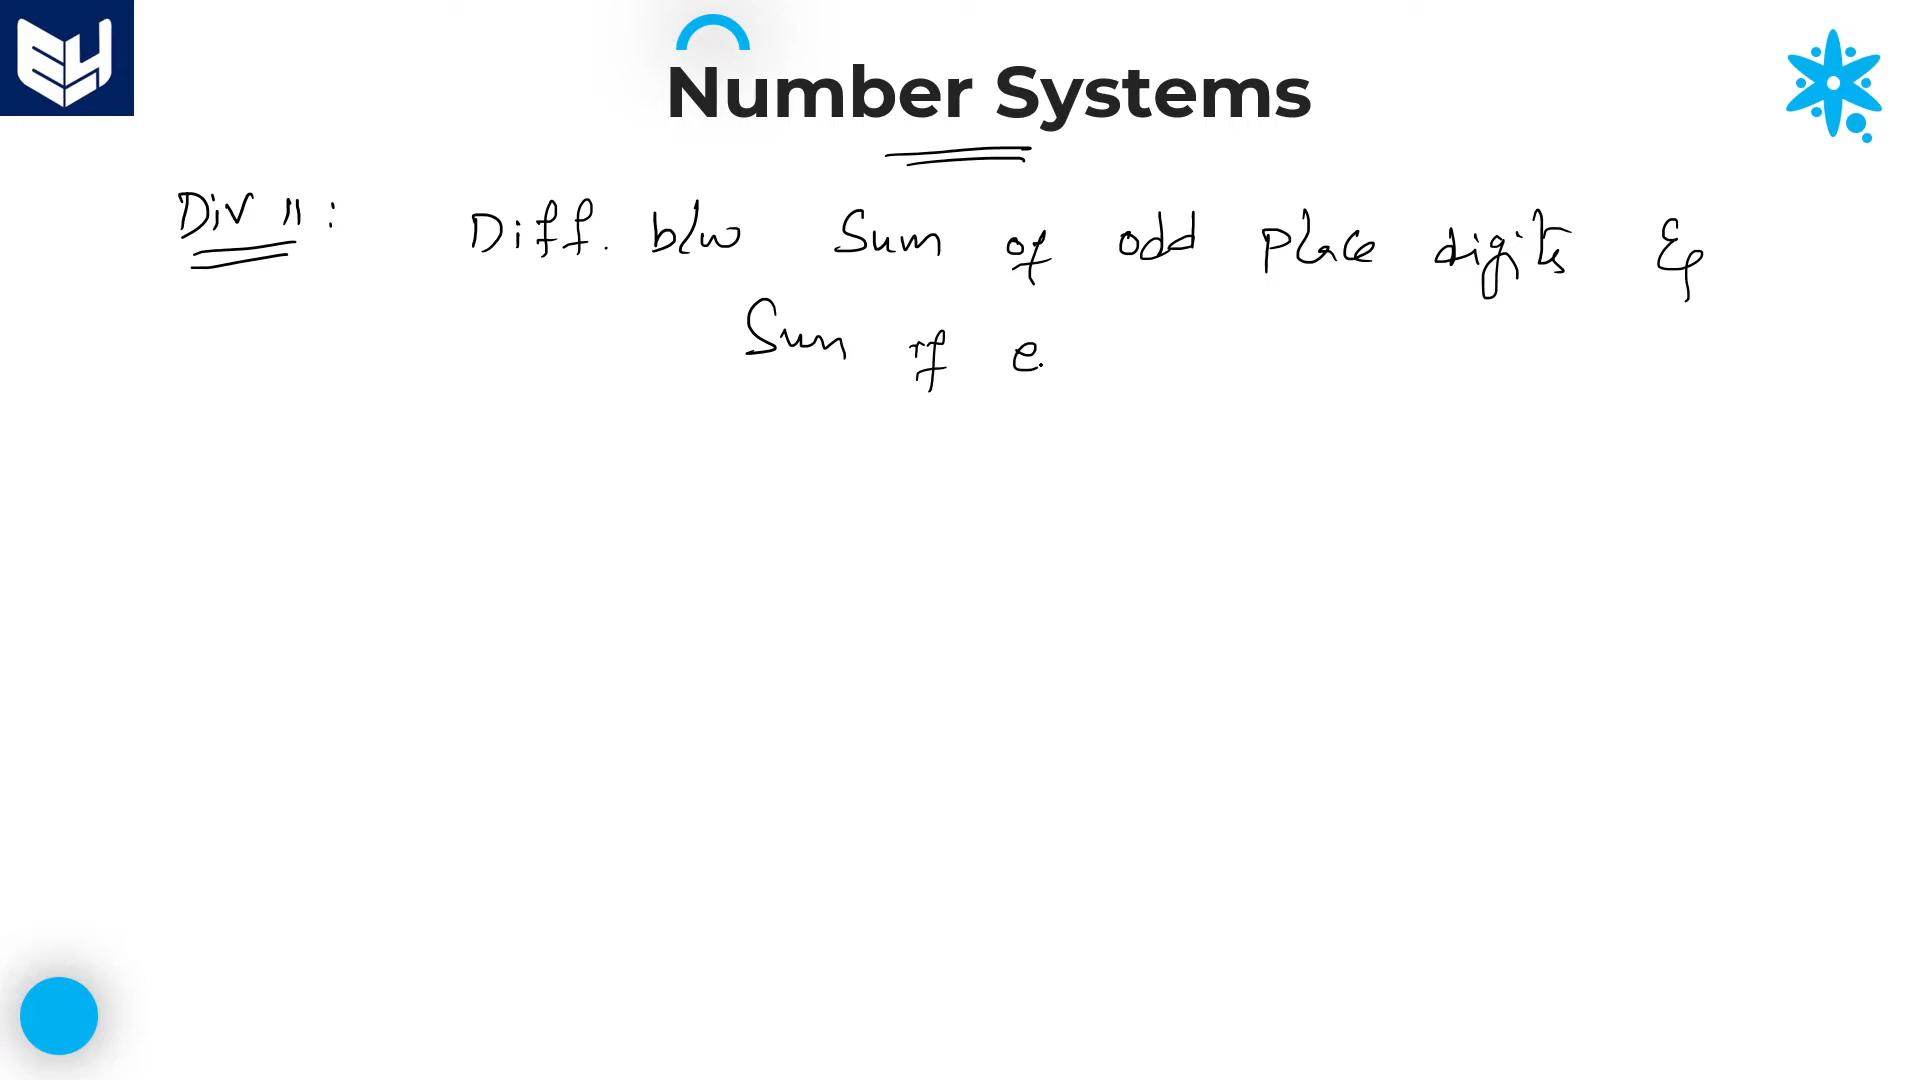 Number Systems
Div 11: Diff. b/w Sum of odd place digits &
Sum of e